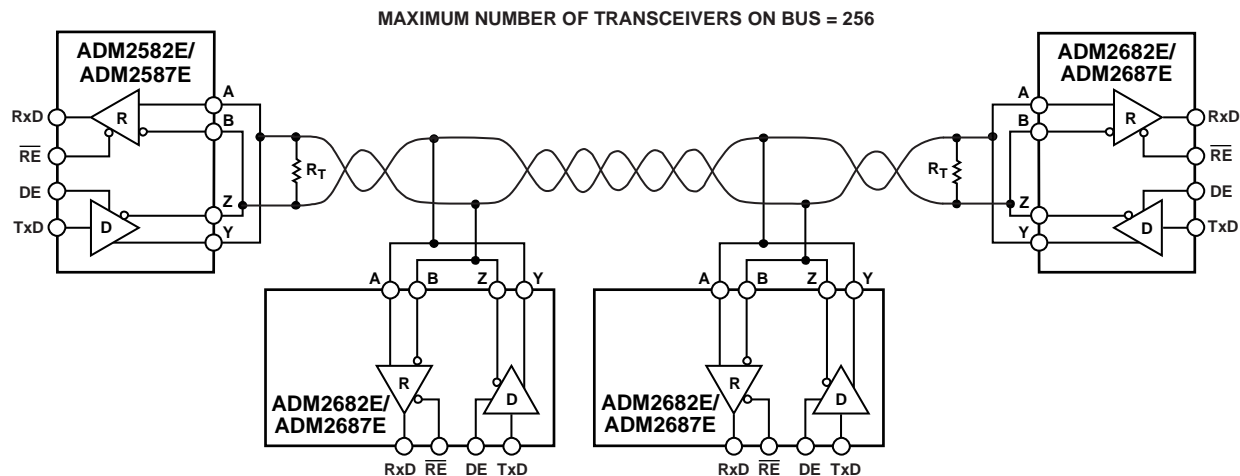 MAXIMUM NUMBER OF TRANSCEIVERS ON BUS = 256
ADM2582E/
ADM2587E
RxD
RE
DE
TxD
R
D
A
B
Z
Y
RT
RT
ADM2682E/
ADM2687E
A
B
Z
Y
R
D
RxD
RE
DE
TxD
A
B
Z
Y
R
D
ADM2682E/
ADM2687E
RxD
RE
DE
TxD
A
B
Z
Y
R
D
ADM2682E/
ADM2687E
RxD
RE
DE
TxD